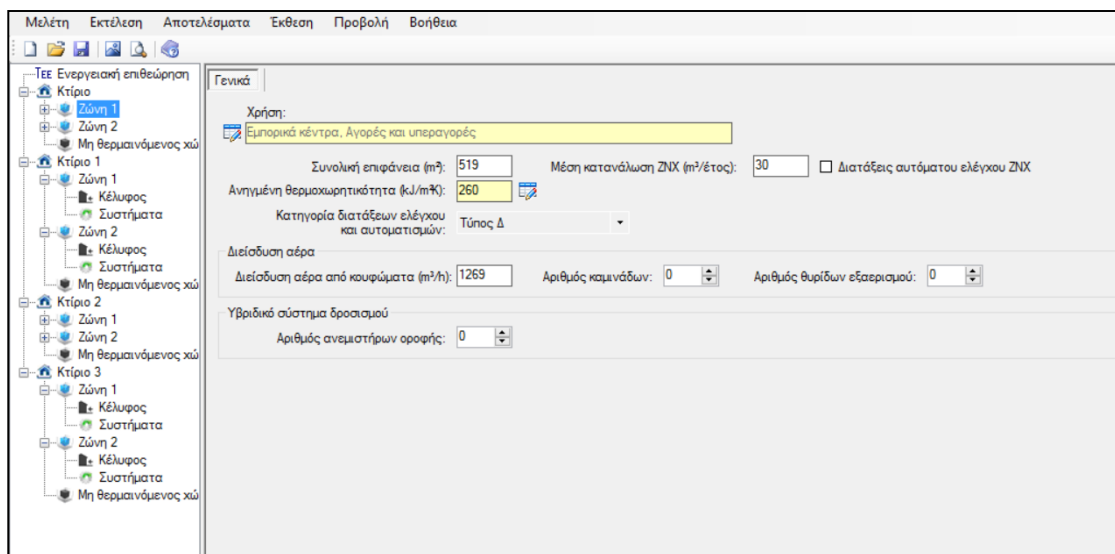 Μελέτη Εκτέλεση Αποτελέσματα Έκθεση Προβολή Βοήθεια
ΤΕΕ Ενεργειακή επιθεώρηση
Κτίριο
Ζώνη 1
Ζώνη 2
Μη θερμαινόμενος χώ
Κτίριο 1
Ζώνη 1
Κέλυφος
Συστήματα
Ζώνη 2
Κέλυφος
Συστήματα
Μη θερμαινόμενος χώ
Κτίριο 2
Ζώνη 1
Ζώνη 2
Μη θερμαινόμενος χώ
Κτίριο 3
Ζώνη 1
Κέλυφος
Συστήματα
Ζώνη 2
Κέλυφος
Συστήματα
Μη θερμαινόμενος χώ
Γενικά
Χρήση:
Εμπορικά κέντρα, Αγορές και υπεραγορές
Συνολική επιφάνεια (m²): 519 Μέση κατανάλωση ΖΝΧ (m³/έτος): 30 Διατάξεις αυτόματου ελέγχου ΖΝΧ
Ανηγμένη θερμοχωρητικότητα (kJ/m²K): 260
Κατηγορία διατάξεων ελέγχου
και αυτοματισμών: Τύπος Δ
Διείσδυση αέρα
Διείσδυση αέρα από κουφώματα (m³/h): 1269 Αριθμός καμινάδων: 0 Αριθμός θυρίδων εξαερισμού: 0
Υβριδικό σύστημα δροσισμού
Αριθμός ανεμιστήρων οροφής: 0